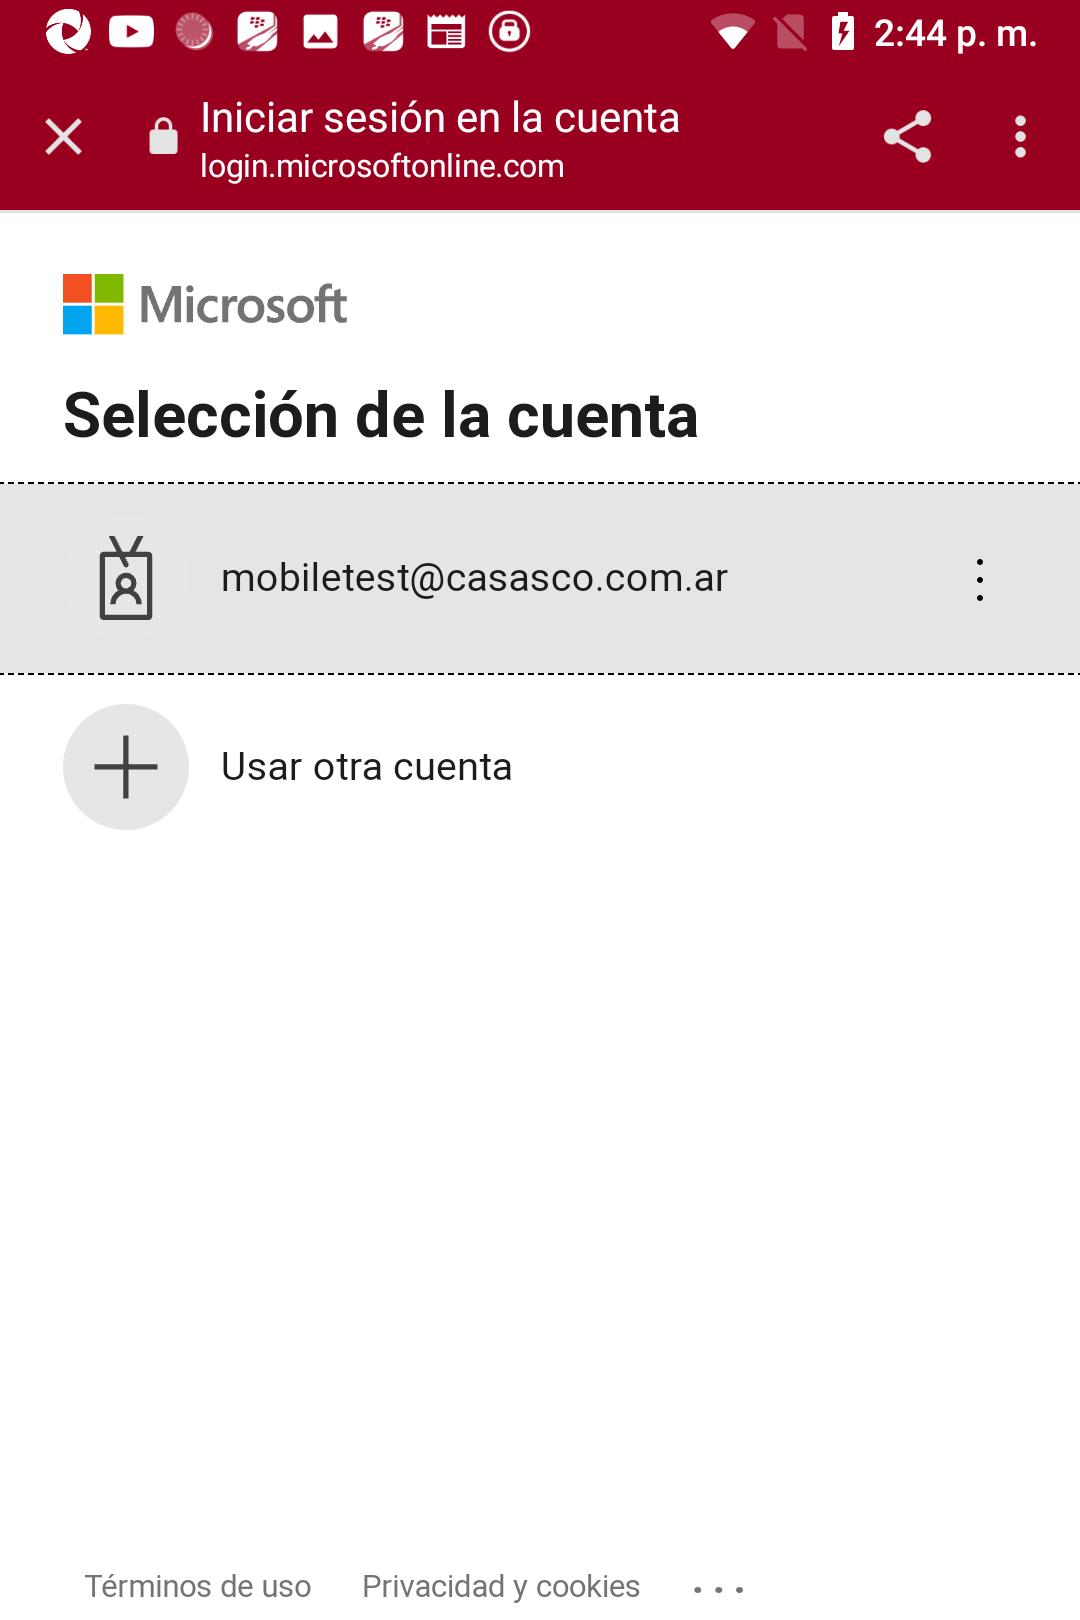 2:44 p. m.
Iniciar sesión en la cuenta
login.microsoftonline.com
Microsoft
Selección de la cuenta
mobiletest@casasco.com.ar
Usar otra cuenta
Términos de uso Privacidad y cookies ...